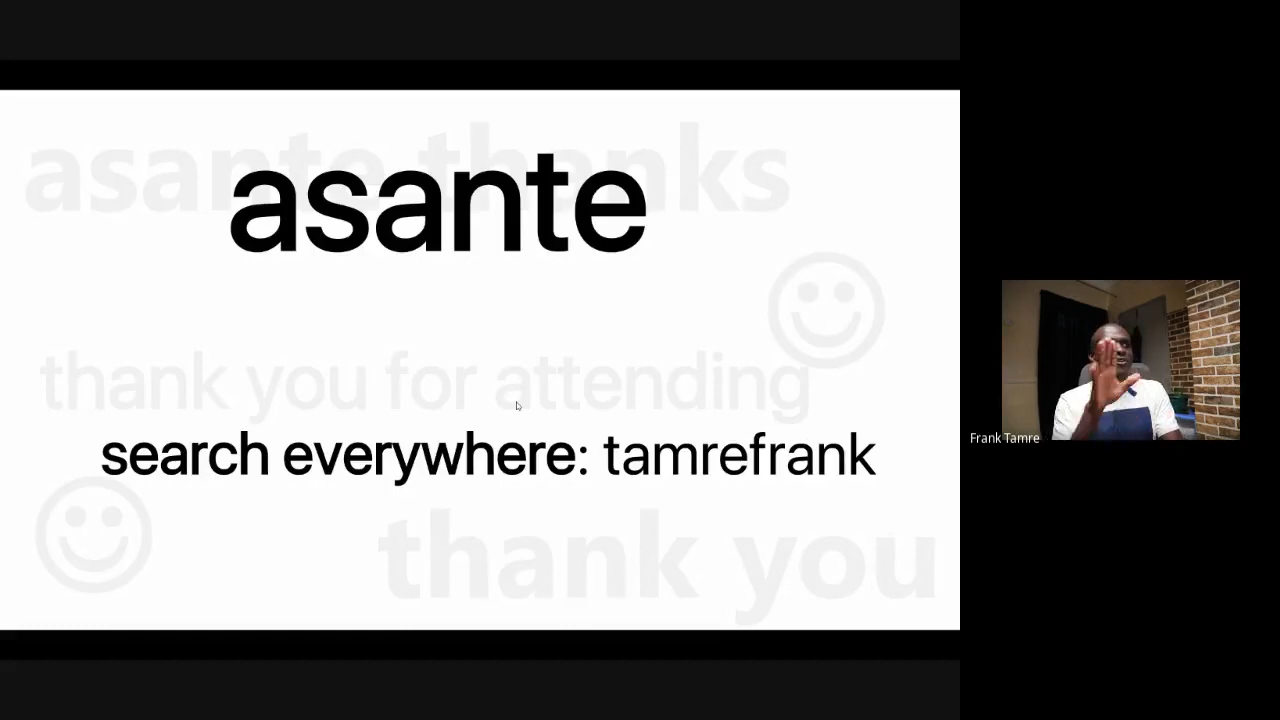 asante thanks
asante
thank you for attending
search everywhere: tamrefrank
thank you
Frank Tamre